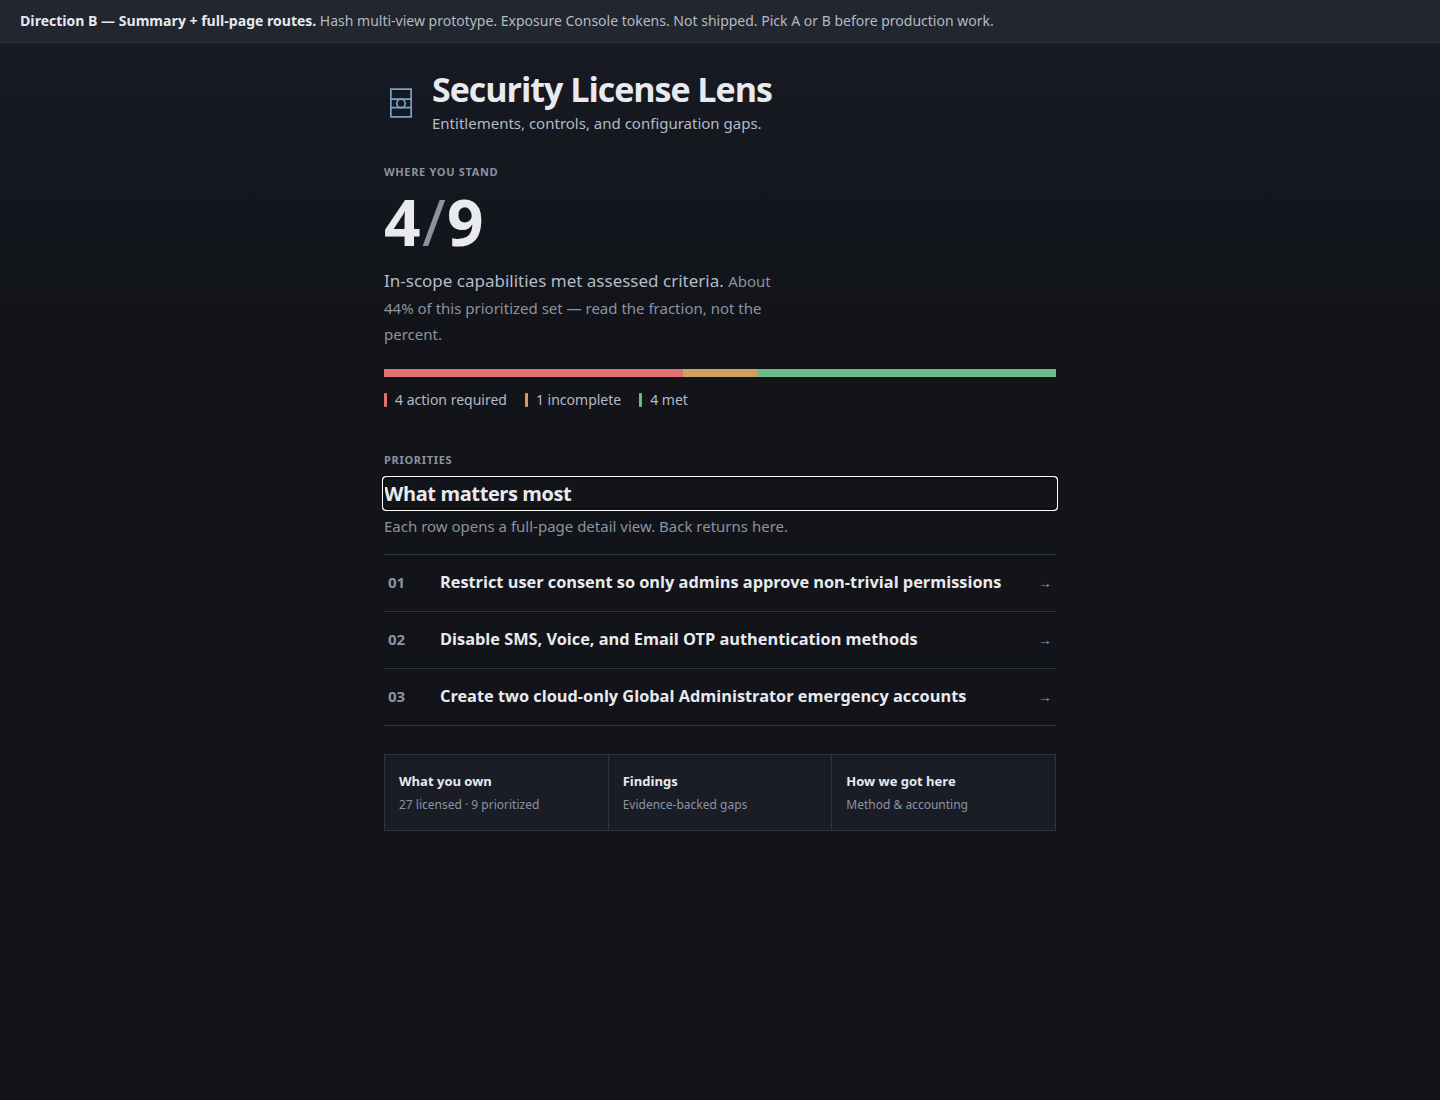 Direction B — Summary + full-page routes. Hash multi-view prototype. Exposure Console tokens. Not shipped. Pick A or B before production work.
Security License Lens
Entitlements, controls, and configuration gaps.
WHERE YOU STAND
4/9
In-scope capabilities met assessed criteria. About
44% of this prioritized set — read the fraction, not the
percent.
4 action required 1 incomplete 4 met
PRIORITIES
What matters most
Each row opens a full-page detail view. Back returns here.
01 Restrict user consent so only admins approve non-trivial permissions →
02 Disable SMS, Voice, and Email OTP authentication methods →
03 Create two cloud-only Global Administrator emergency accounts →
What you own
27 licensed · 9 prioritized
Findings
Evidence-backed gaps
How we got here
Method & accounting